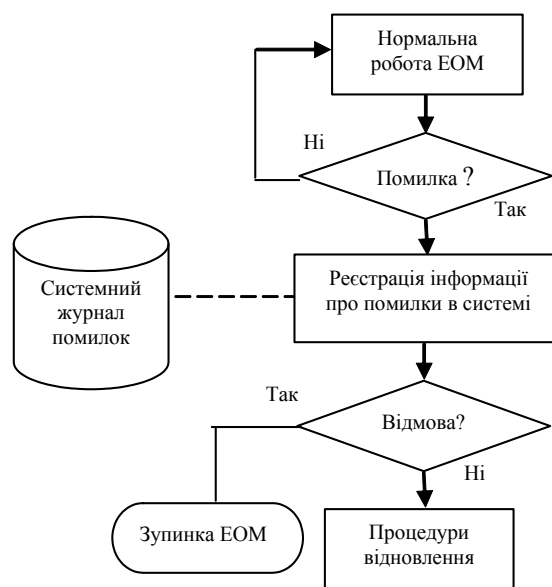 Нормальна
робота ЕОМ
Ні
Помилка ?
Так
Реєстрація інформації
про помилки в системі
Системний
журнал
помилок
Так
Відмова?
Ні
Зупинка ЕОМ
Процедури
відновлення